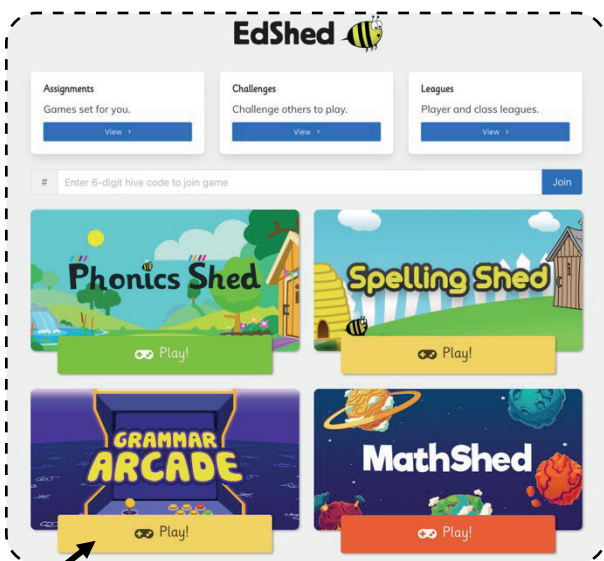 EdShed
Assignments
Games set for you.
View ›
Challenges
Challenge others to play.
View ›
Leagues
Player and class leagues.
View ›
# Enter 6-digit hive code to join game
Join
Phonics Shed
Play!
Spelling Shed
Play!
GRAMMAR
ARCADE
Play!
MathShed
Play!